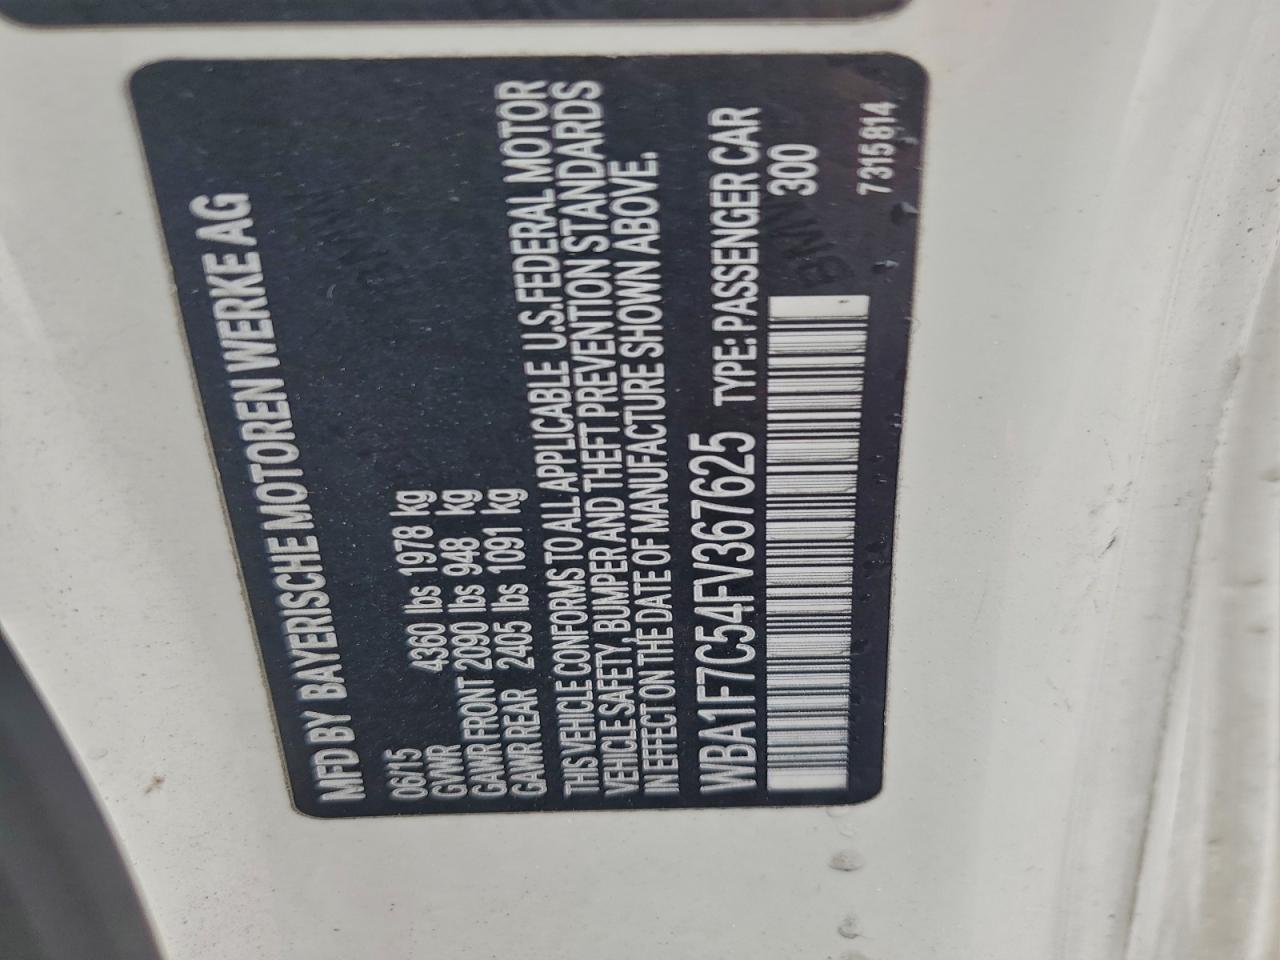 MFD BY BAYERISCHE MOTOREN WERKE AG
06/15
GVWR 4360 lbs 1978 kg
GAWR FRONT 2090 lbs 948 kg
GAWR REAR 2405 lbs 1091 kg
THIS VEHICLE CONFORMS TO ALL APPLICABLE U.S.FEDERAL MOTOR
VEHICLE SAFETY, BUMPER AND THEFT PREVENTION STANDARDS
IN EFFECT ON THE DATE OF MANUFACTURE SHOWN ABOVE.
WBA1F7C54FV367625 TYPE: PASSENGER CAR
300
7315814
BMW
BMW